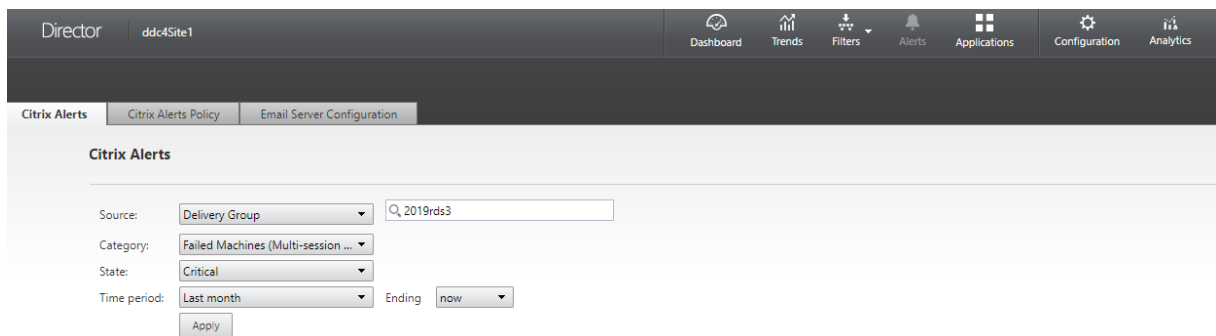 Director ddc4Site1 Dashboard Trends Filters Alerts Applications Configuration Analytics
Citrix Alerts Citrix Alerts Policy Email Server Configuration
Citrix Alerts
Source: Delivery Group 2019rds3
Category: Failed Machines (Multi-session ...
State: Critical
Time period: Last month Ending now
Apply